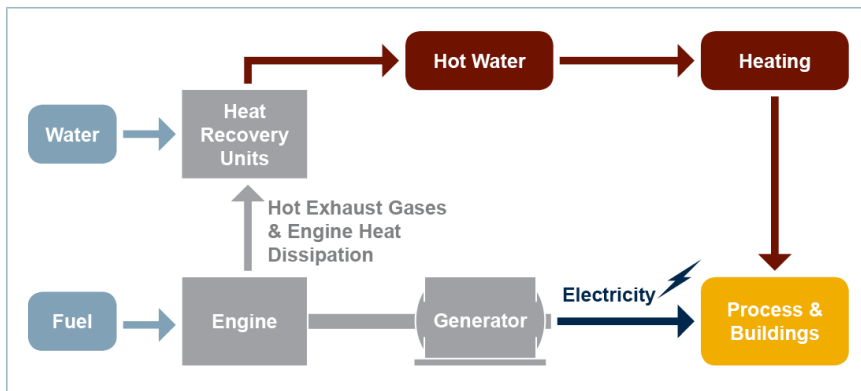 Hot Water
Heating
Water
Heat
Recovery
Units
Hot Exhaust Gases
& Engine Heat
Dissipation
Fuel
Engine
Generator
Electricity
Process &
Buildings